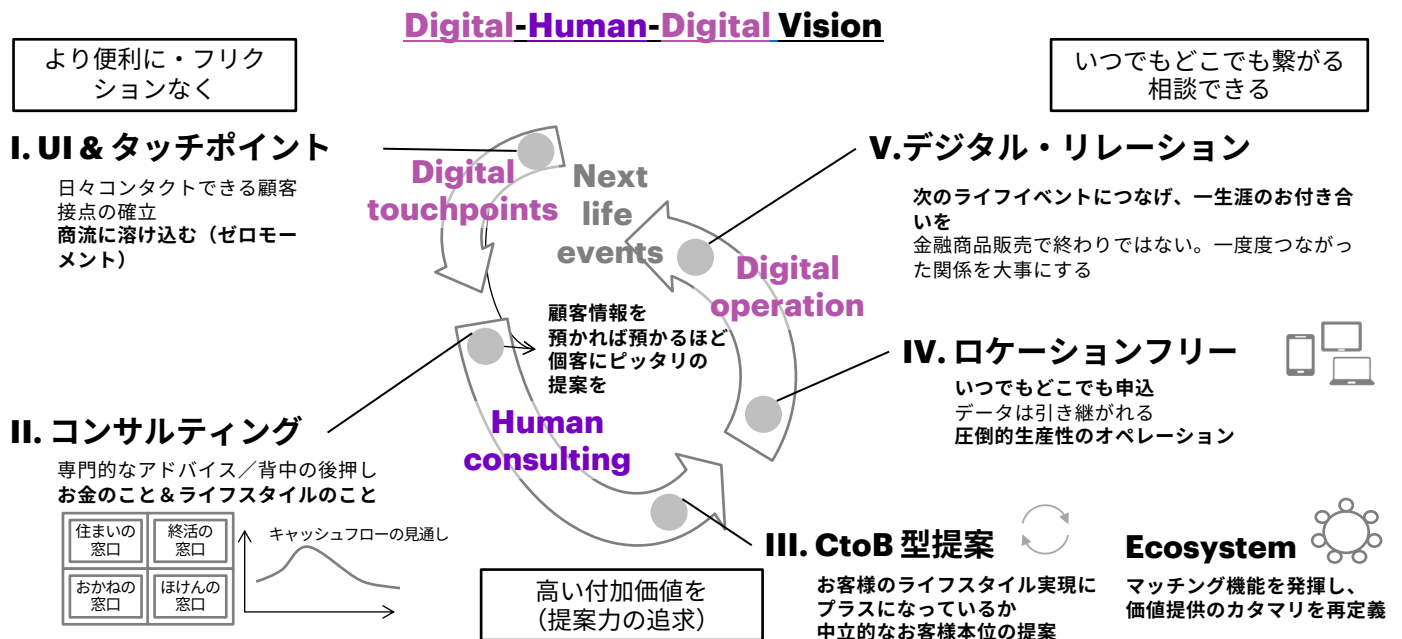 Digital-Human-Digital Vision
より便利に・フリク
ションなく
いつでもどこでも繋がる
相談できる
I. UI & タッチポイント
日々コンタクトできる顧客
接点の確立
商流に溶け込む（ゼロモー
メント）
Digital
touchpoints
Next
life
events
V.デジタル・リレーション
次のライフイベントにつなげ、一生涯のお付き合
いを
金融商品販売で終わりではない。一度度つながっ
た関係を大事にする
Digital
operation
顧客情報を
預かれば預かるほど
個客にピッタリの
提案を
IV. ロケーションフリー
いつでもどこでも申込
データは引き継がれる
圧倒的生産性のオペレーション
II. コンサルティング
専門的なアドバイス／背中の後押し
お金のこと＆ライフスタイルのこと
Human
consulting
住まいの
窓口
終活の
窓口
おかねの
窓口
ほけんの
窓口
キャッシュフローの見通し
高い付加価値を
（提案力の追求）
III. CtoB 型提案
お客様のライフスタイル実現に
プラスになっているか
中立的なお客様本位の提案
Ecosystem
マッチング機能を発揮し、
価値提供のカタマリを再定義